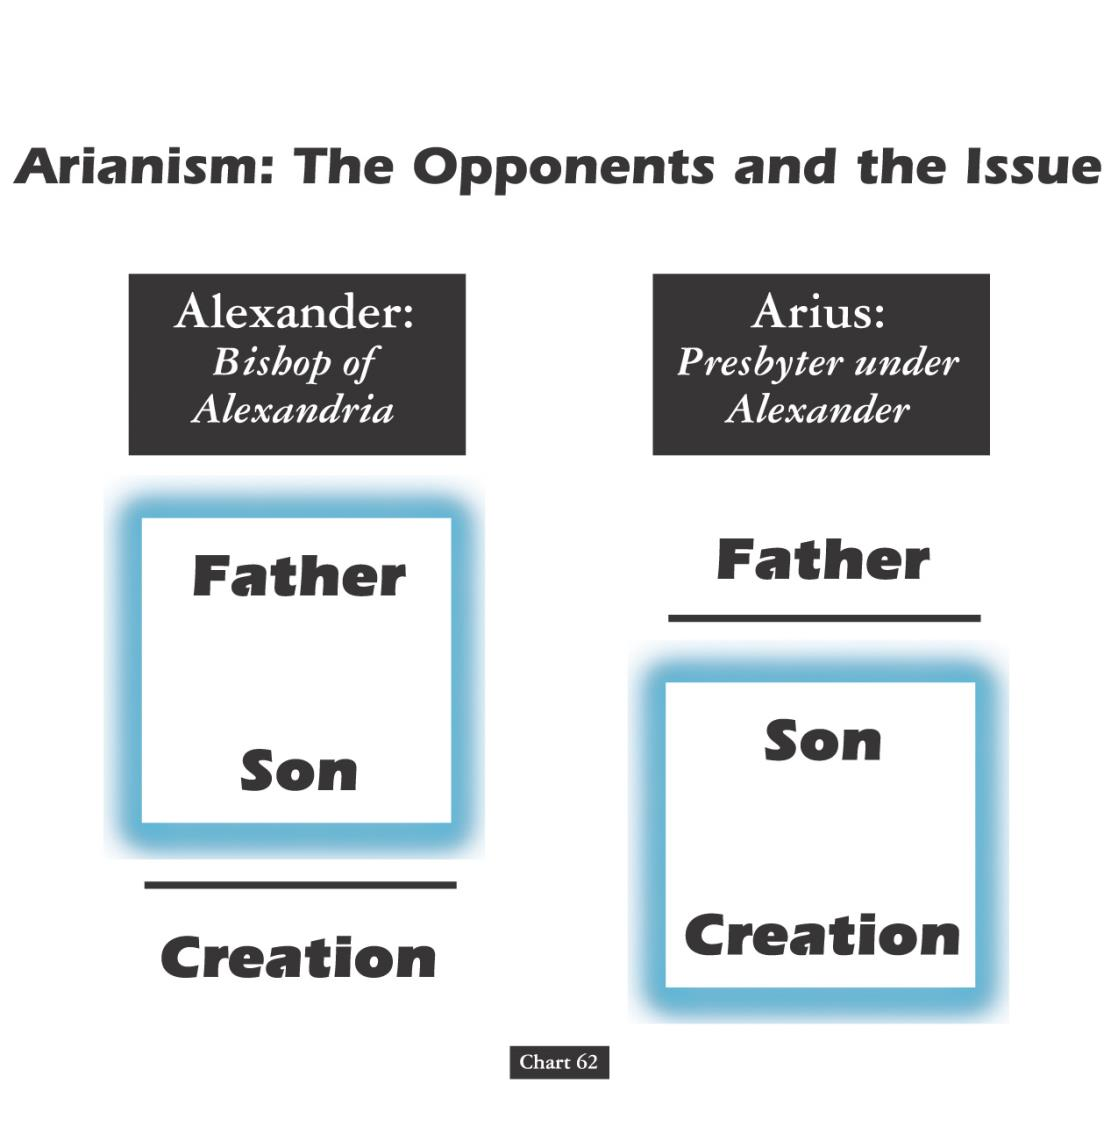 Arianism: The Opponents and the Issue
Alexander:
Bishop of
Alexandria
Father
Son
Creation
Arius:
Presbyter under
Alexander
Father
Son
Creation
Chart 62